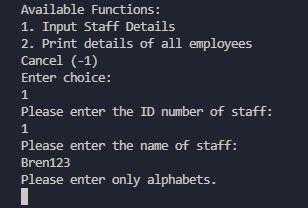 Available Functions:
1. Input Staff Details
2. Print details of all employees
Cancel (-1)
Enter choice:
1
Please enter the ID number of staff:
1
Please enter the name of staff:
Bren123
Please enter only alphabets.